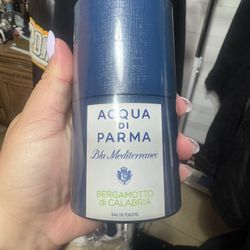 ACQUA
DI
PARMA
Blu Mediterraneo
BERGAMOTTO
di CALABRIA
EAU DE TOILETTE